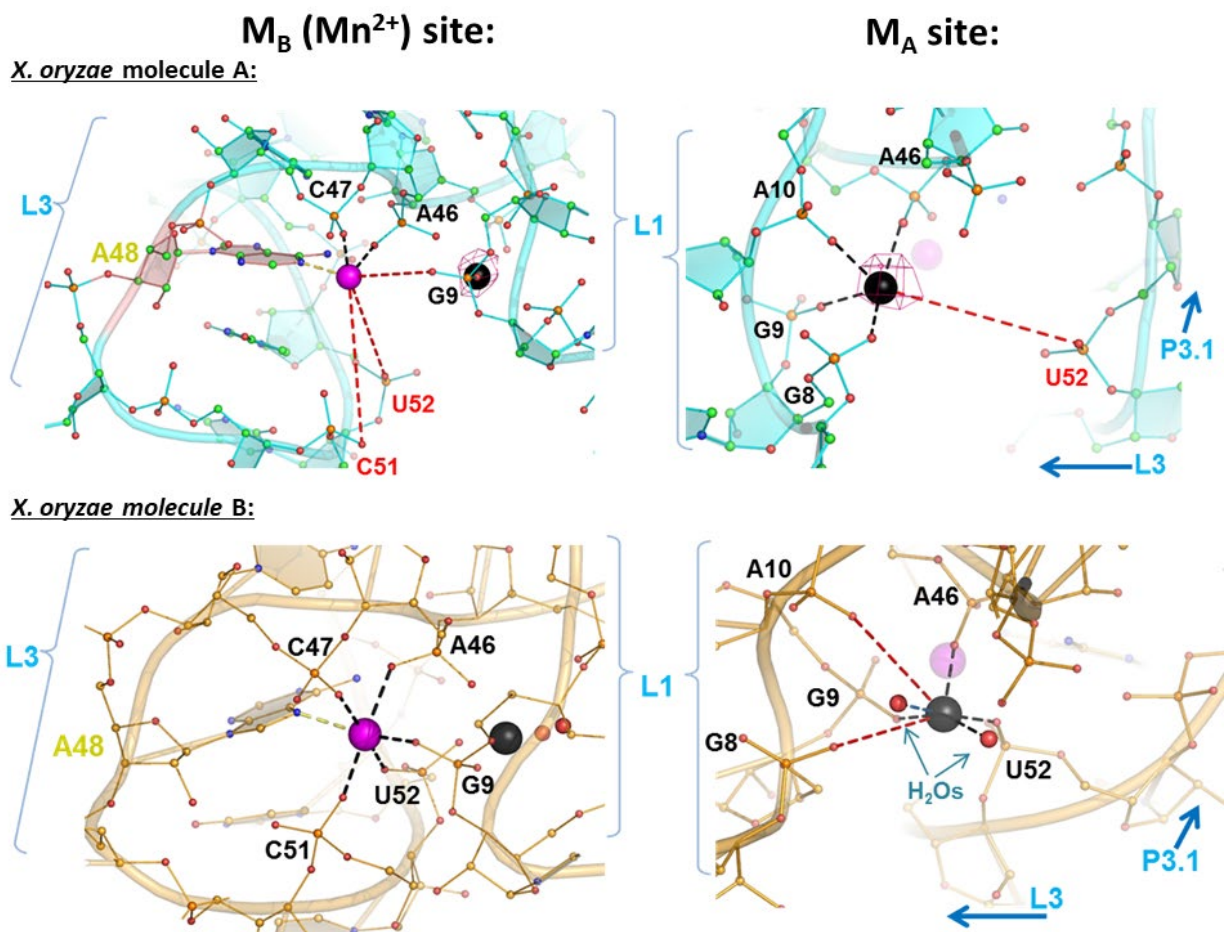 M_B (Mn²⁺) site:
M_A site:
X. oryzae molecule A:
L3
A48
C47
A46
G9
U52
C51
L1
A46
A10
G9
G8
U52
P3.1
L3
X. oryzae molecule B:
L3
A48
C47
A46
U52
G9
C51
L1
A10
A46
G9
G8
H₂Os
U52
P3.1
L3